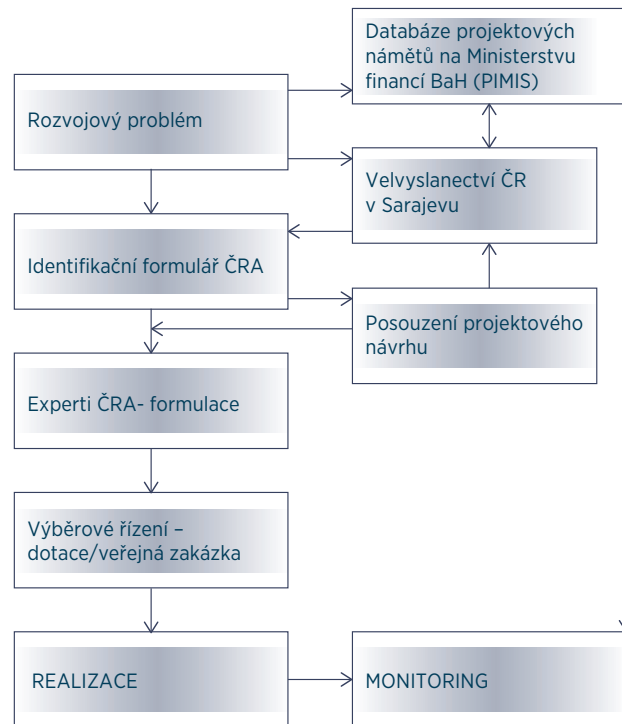 Databáze projektových
námětů na Ministerstvu
financí BaH (PIMIS)
Rozvojový problém
Velvyslanectví ČR
v Sarajevu
Identifikační formulář ČRA
Posouzení projektového
návrhu
Experti ČRA- formulace
Výběrové řízení –
dotace/veřejná zakázka
REALIZACE
MONITORING